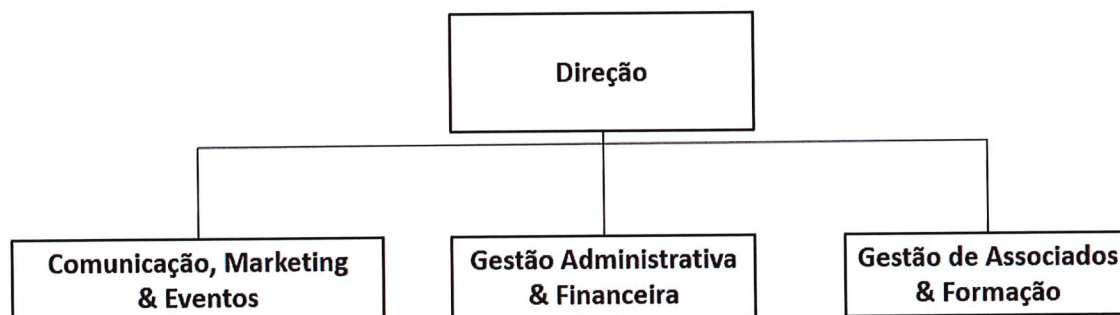 Direção
Comunicação, Marketing
& Eventos
Gestão Administrativa
& Financeira
Gestão de Associados
& Formação